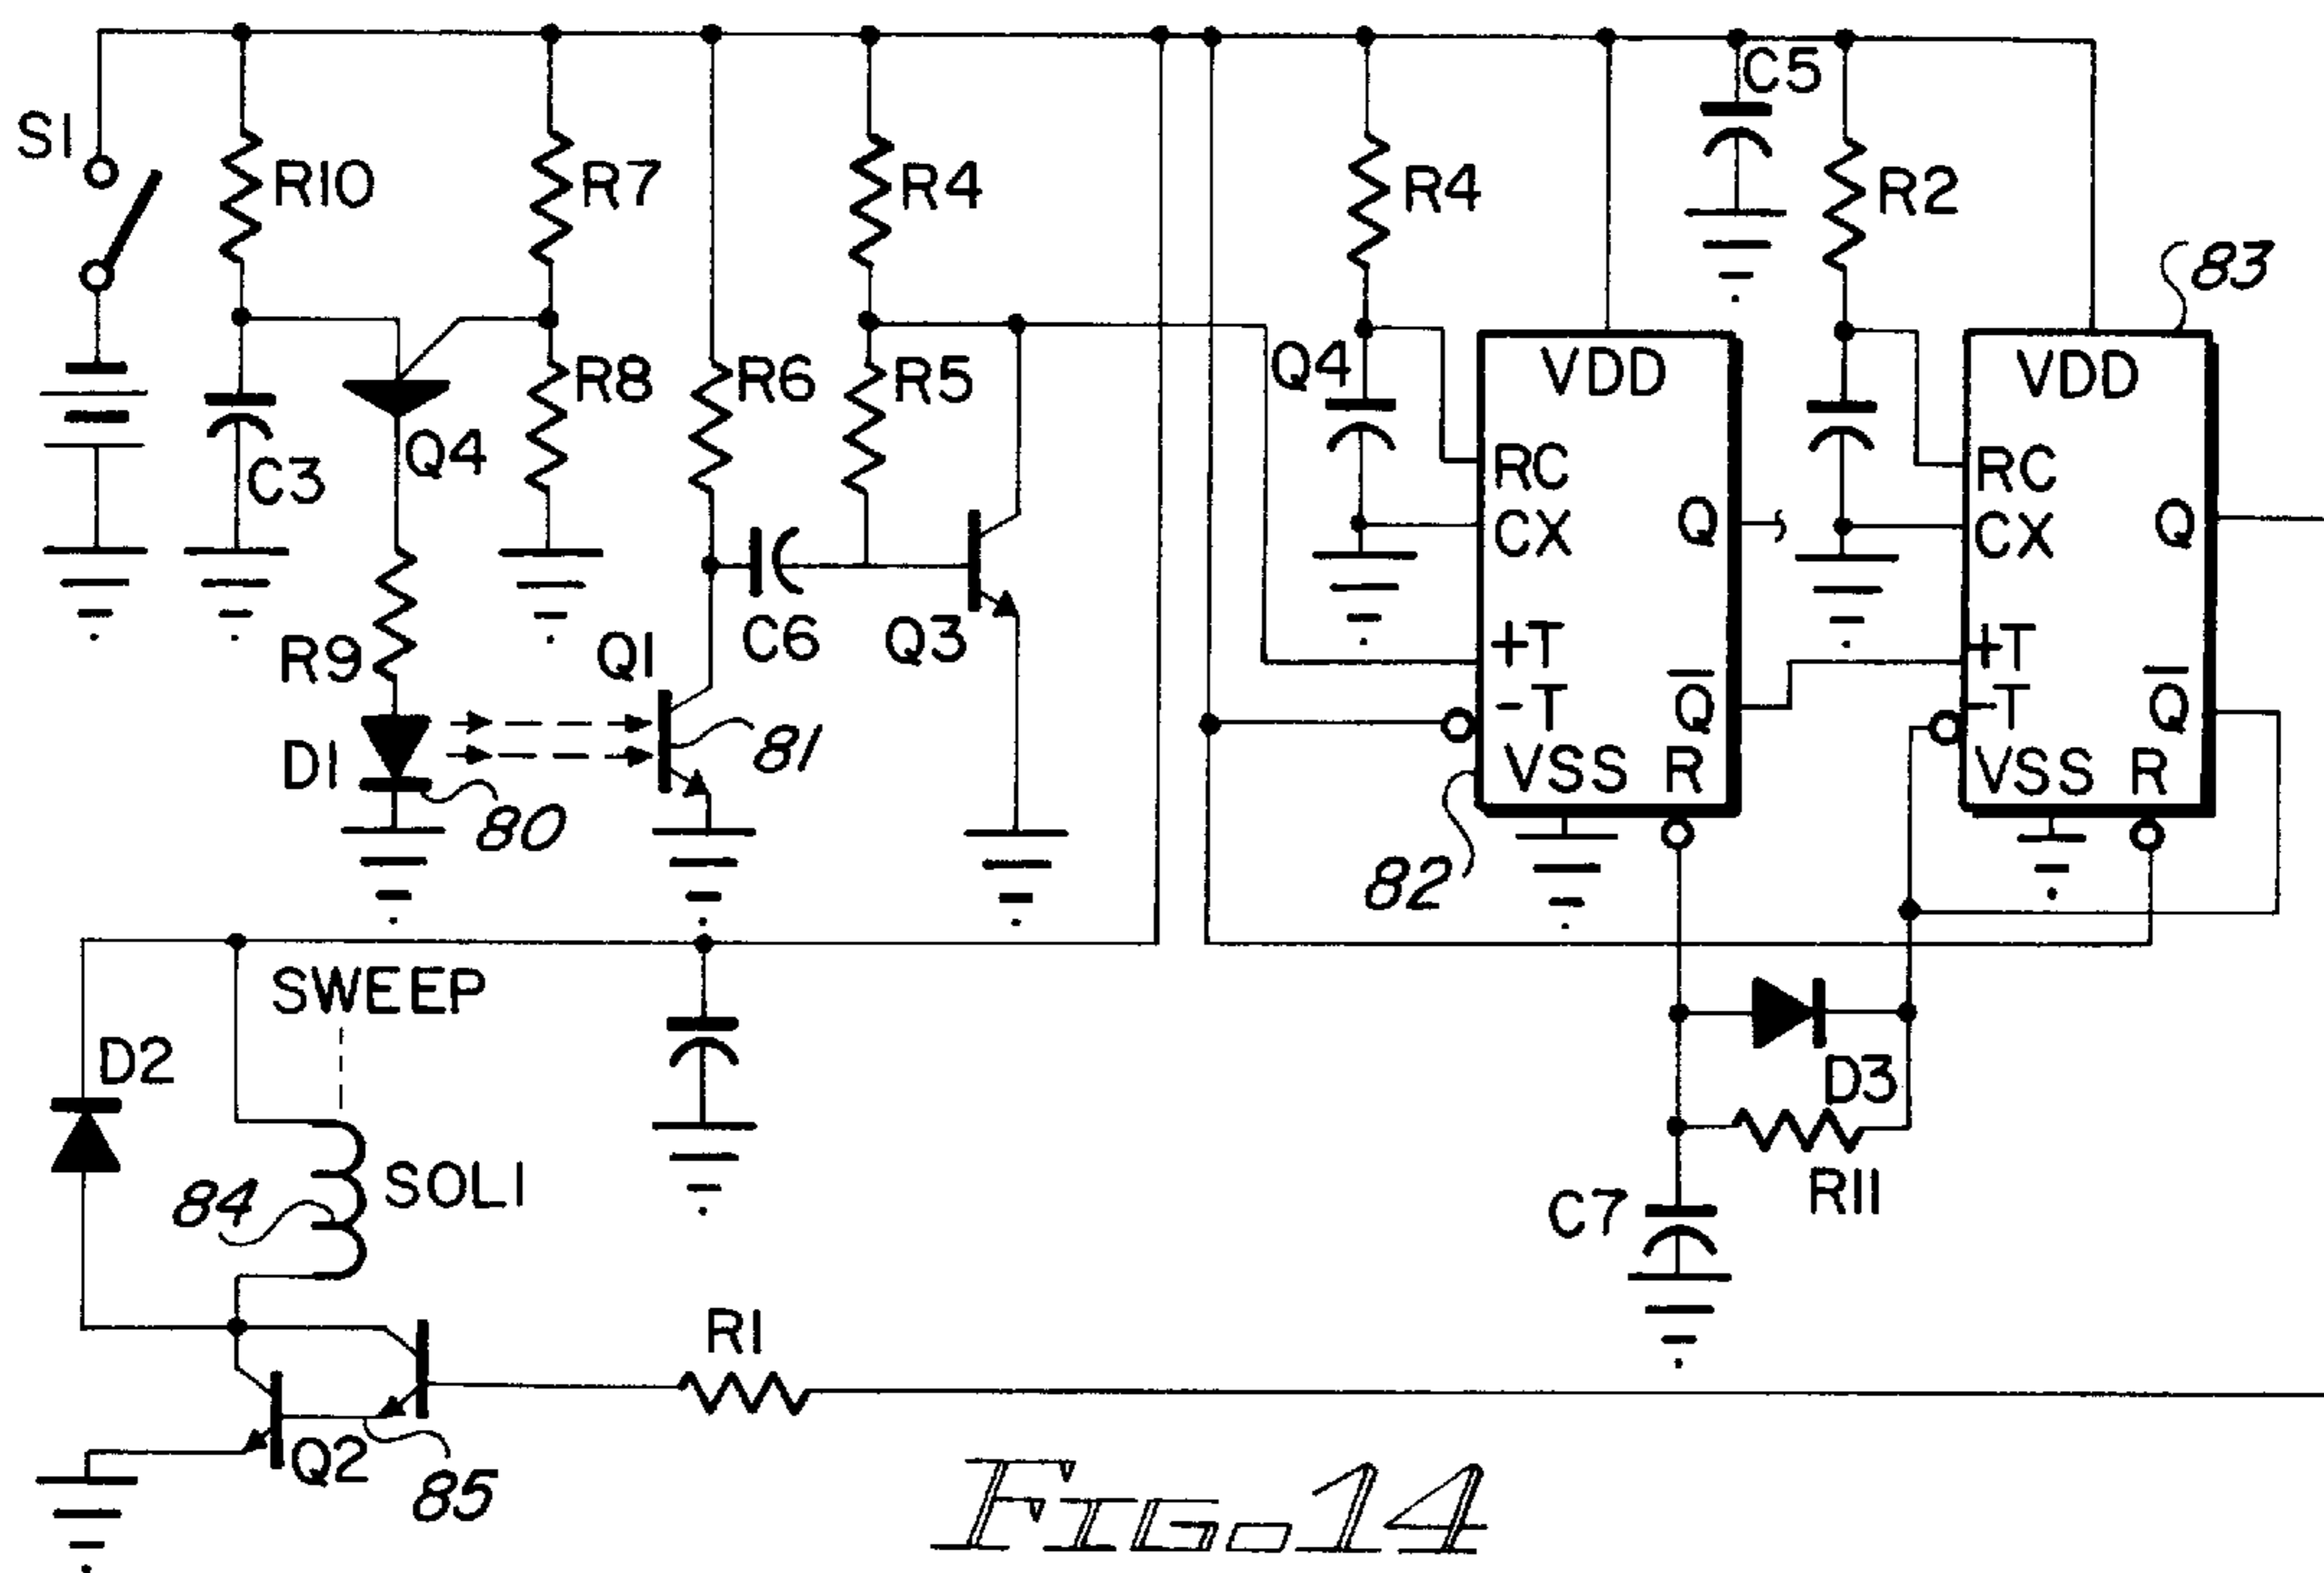 S1
R10
R7
R4
R4
C5
R2
83
C3
Q4
R8
R6
R5
Q4
VDD
RC
CX
Q
+T
-T
Q̅
VSS
R
VDD
RC
CX
Q
+T
-T
Q̅
VSS
R
R9
Q1
C6
Q3
D1
80
81
82
SWEEP
D2
84
SOL1
D3
R11
C7
R1
Q2
85
FIG. 14